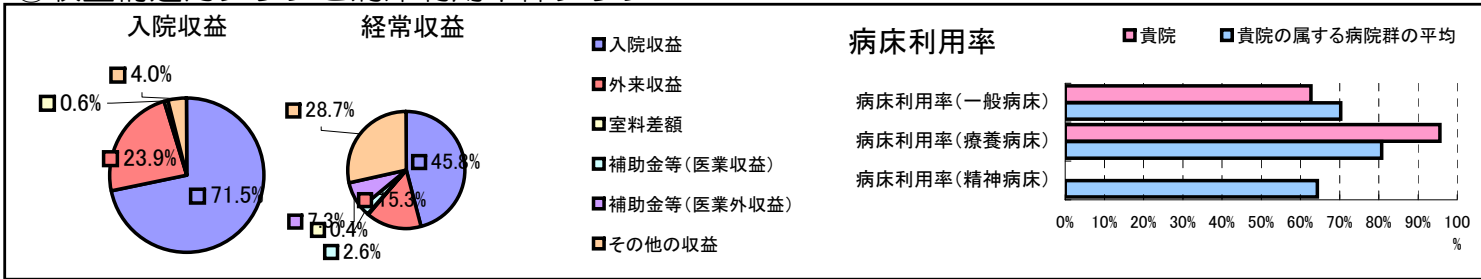 入院収益
4.0%
0.6%
23.9%
71.5%
経常収益
28.7%
45.8%
15.3%
7.3%
0.4%
2.6%
入院収益
外来収益
室料差額
補助金等(医業収益)
補助金等(医業外収益)
その他の収益
病床利用率
貴院
貴院の属する病院群の平均
病床利用率(一般病床)
病床利用率(療養病床)
病床利用率(精神病床)
0% 10% 20% 30% 40% 50% 60% 70% 80% 90% 100
%